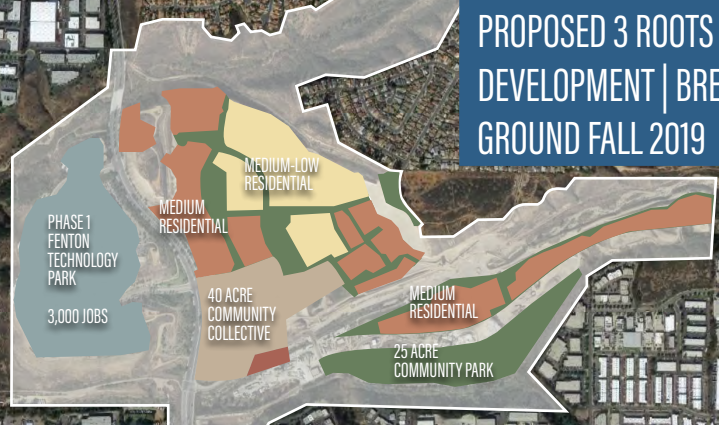 PROPOSED 3 ROOTS
DEVELOPMENT | BRE
GROUND FALL 2019
MEDIUM-LOW
RESIDENTIAL
MEDIUM
RESIDENTIAL
PHASE 1
FENTON
TECHNOLOGY
PARK
3,000 JOBS
40 ACRE
COMMUNITY
COLLECTIVE
MEDIUM
RESIDENTIAL
25 ACRE
COMMUNITY PARK